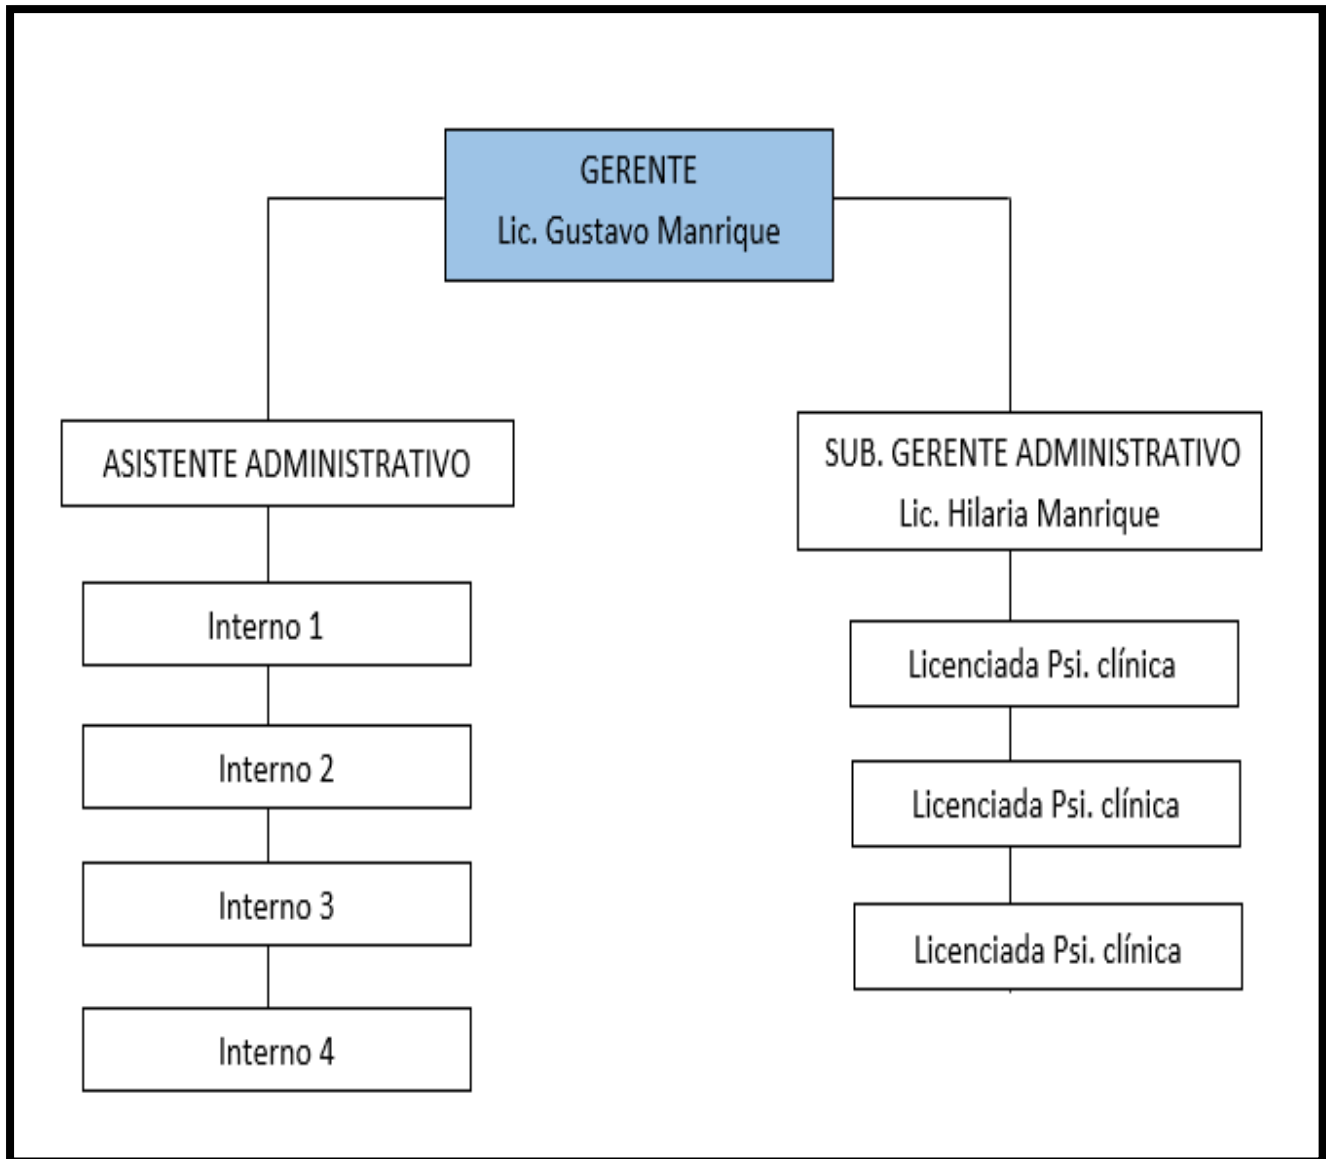 GERENTE
Lic. Gustavo Manrique
ASISTENTE ADMINISTRATIVO
Interno 1
Interno 2
Interno 3
Interno 4
SUB. GERENTE ADMINISTRATIVO
Lic. Hilaria Manrique
Licenciada Psi. clínica
Licenciada Psi. clínica
Licenciada Psi. clínica